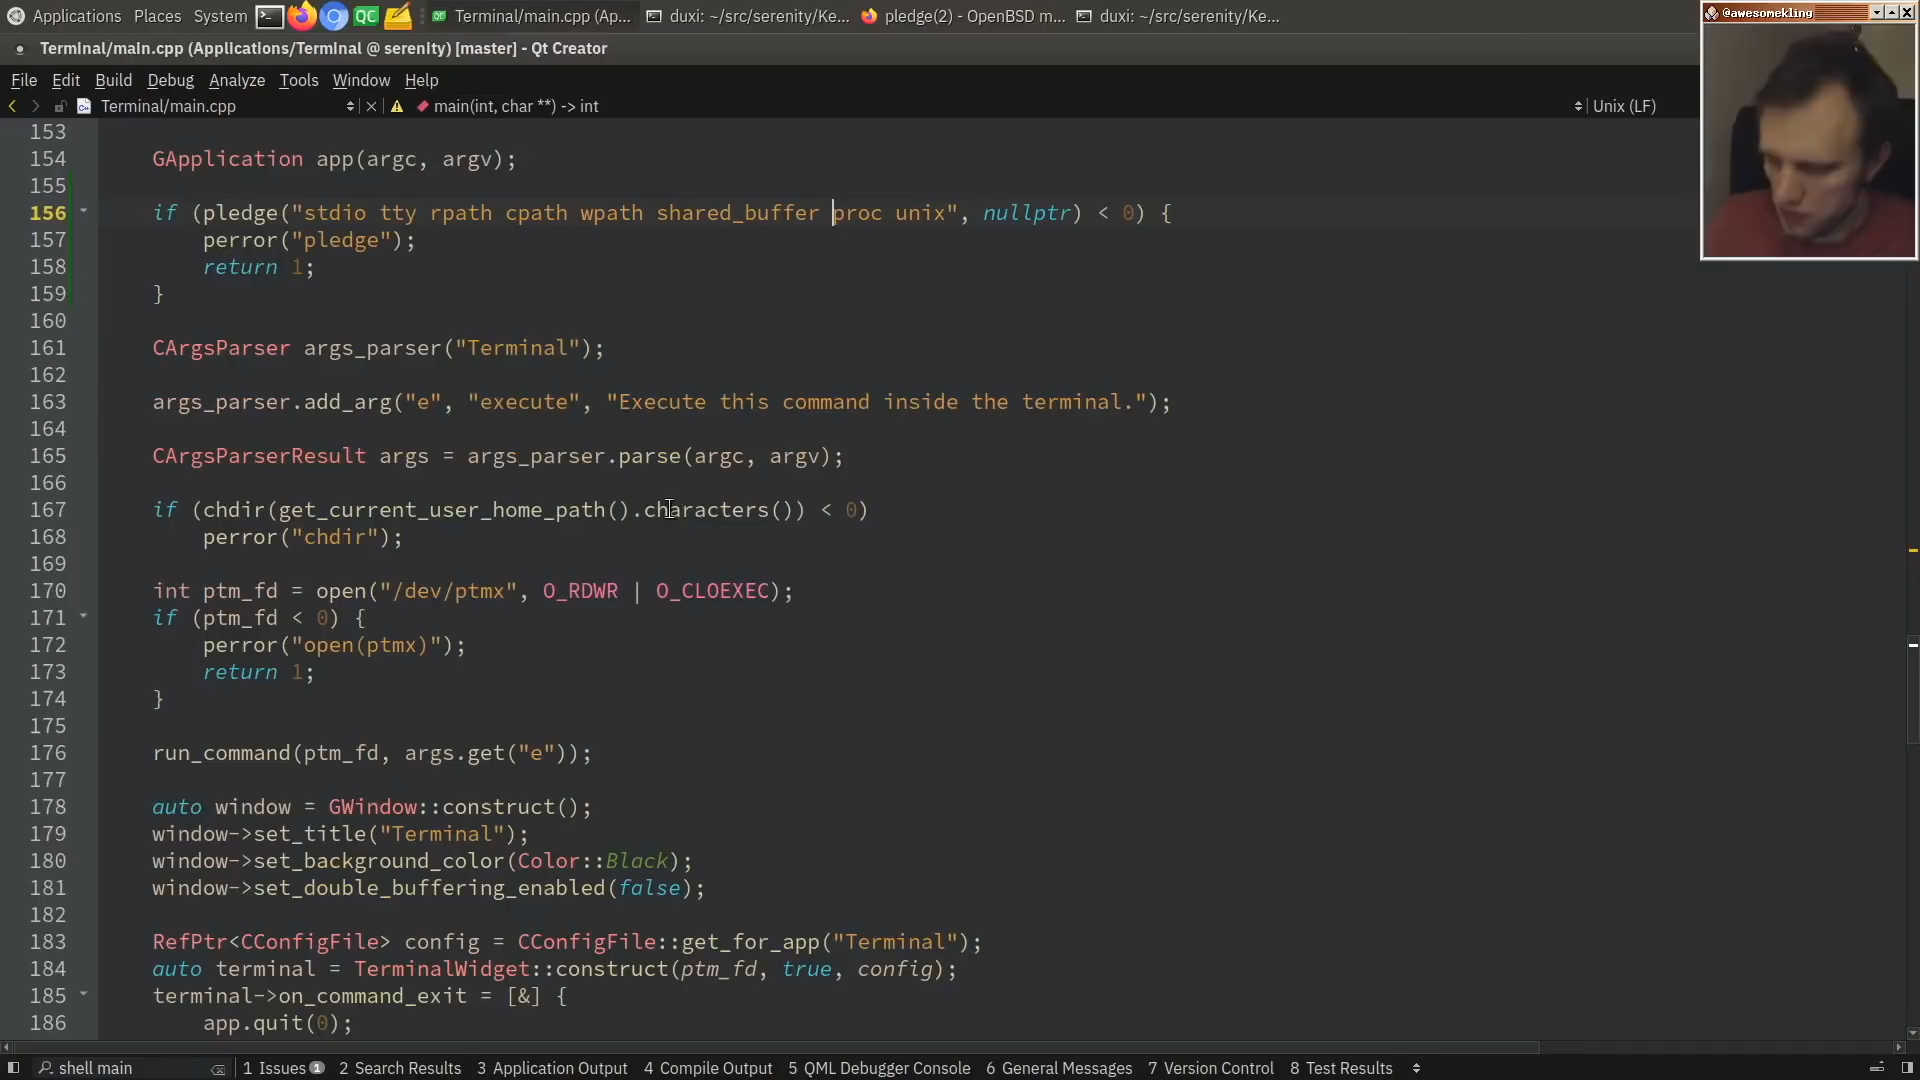 Applications Places System Terminal/main.cpp (Ap... duxi: ~/src/serenity/Ke... pledge(2) - OpenBSD m... duxi: ~/src/serenity/Ke...
@awesomekling
Terminal/main.cpp (Applications/Terminal @ serenity) [master] - Qt Creator
File Edit Build Debug Analyze Tools Window Help
Terminal/main.cpp main(int, char **) -> int Unix (LF)
153
154 GApplication app(argc, argv);
155
156 if (pledge("stdio tty rpath cpath wpath shared_buffer proc unix", nullptr) < 0) {
157 perror("pledge");
158 return 1;
159 }
160
161 CArgsParser args_parser("Terminal");
162
163 args_parser.add_arg("e", "execute", "Execute this command inside the terminal.");
164
165 CArgsParserResult args = args_parser.parse(argc, argv);
166
167 if (chdir(get_current_user_home_path().characters()) < 0)
168 perror("chdir");
169
170 int ptm_fd = open("/dev/ptmx", O_RDWR | O_CLOEXEC);
171 if (ptm_fd < 0) {
172 perror("open(ptmx)");
173 return 1;
174 }
175
176 run_command(ptm_fd, args.get("e"));
177
178 auto window = GWindow::construct();
179 window->set_title("Terminal");
180 window->set_background_color(Color::Black);
181 window->set_double_buffering_enabled(false);
182
183 RefPtr<CConfigFile> config = CConfigFile::get_for_app("Terminal");
184 auto terminal = TerminalWidget::construct(ptm_fd, true, config);
185 terminal->on_command_exit = [&] {
186 app.quit(0);
shell main 1 Issues 1 2 Search Results 3 Application Output 4 Compile Output 5 QML Debugger Console 6 General Messages 7 Version Control 8 Test Results